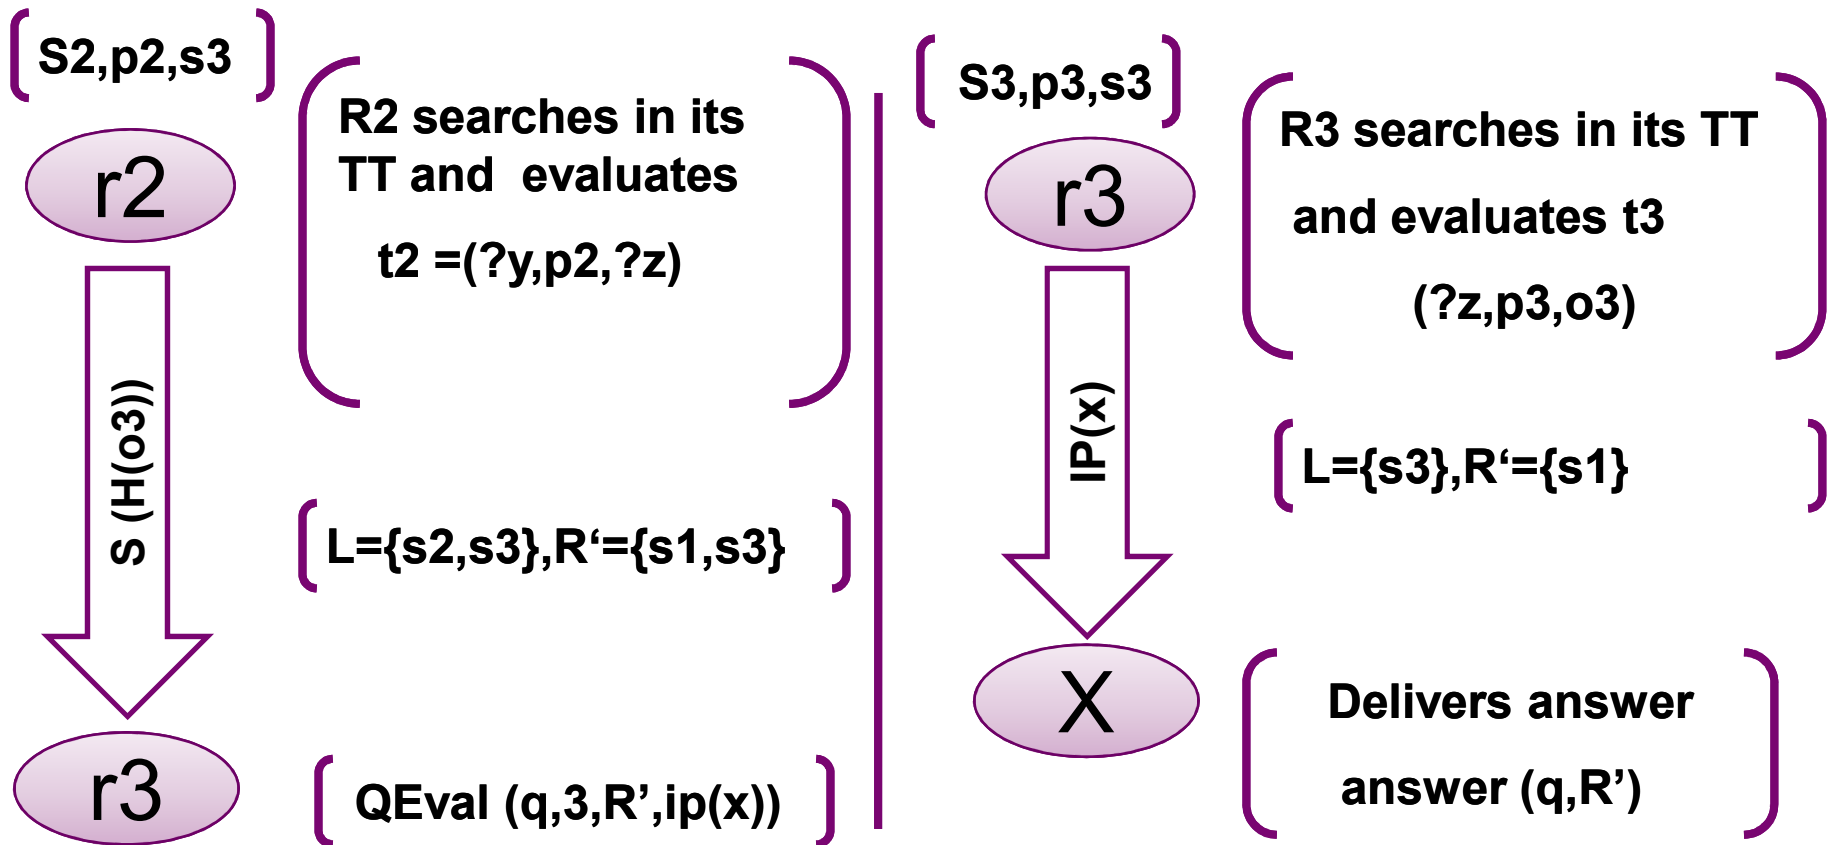 S2,p2,s3
r2
R2 searches in its
TT and evaluates
t2 =(?y,p2,?z)
S (H(o3))
L={s2,s3},R‘={s1,s3}
r3
QEval (q,3,R’,ip(x))
S3,p3,s3
r3
R3 searches in its TT
and evaluates t3
(?z,p3,o3)
IP(x)
L={s3},R‘={s1}
X
Delivers answer
answer (q,R’)